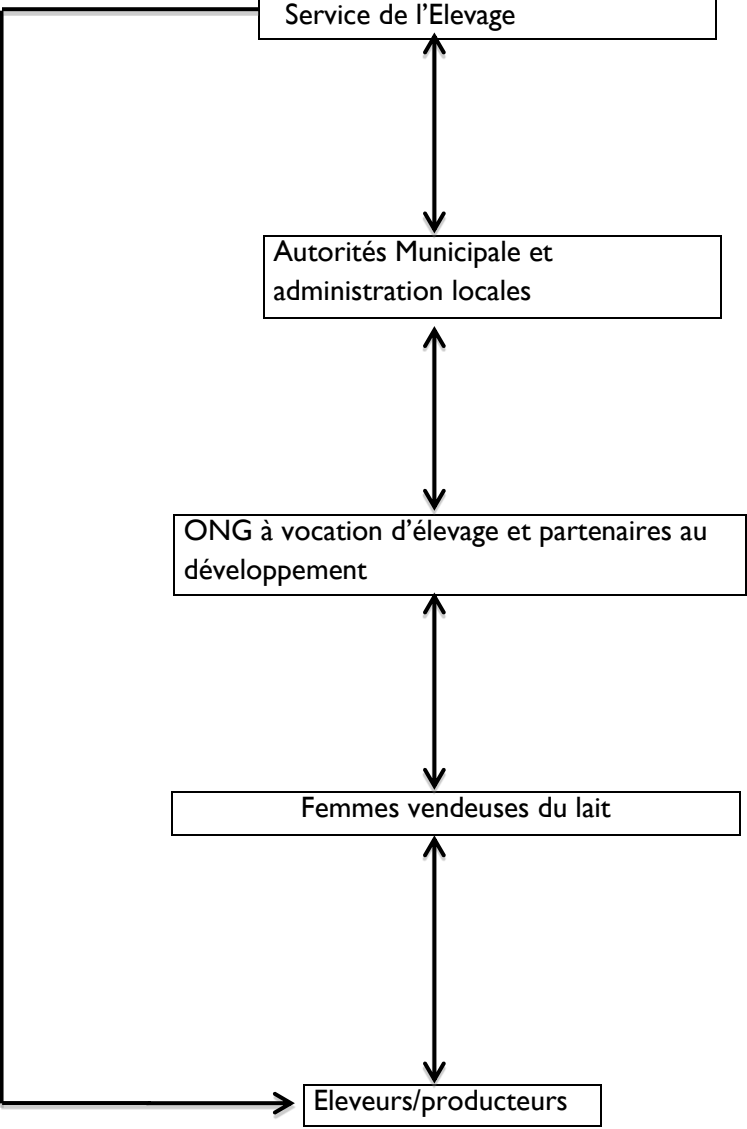 Service de l'Elevage
Autorités Municipale et
administration locales
ONG à vocation d'élevage et partenaires au
développement
Femmes vendeuses du lait
Eleveurs/producteurs